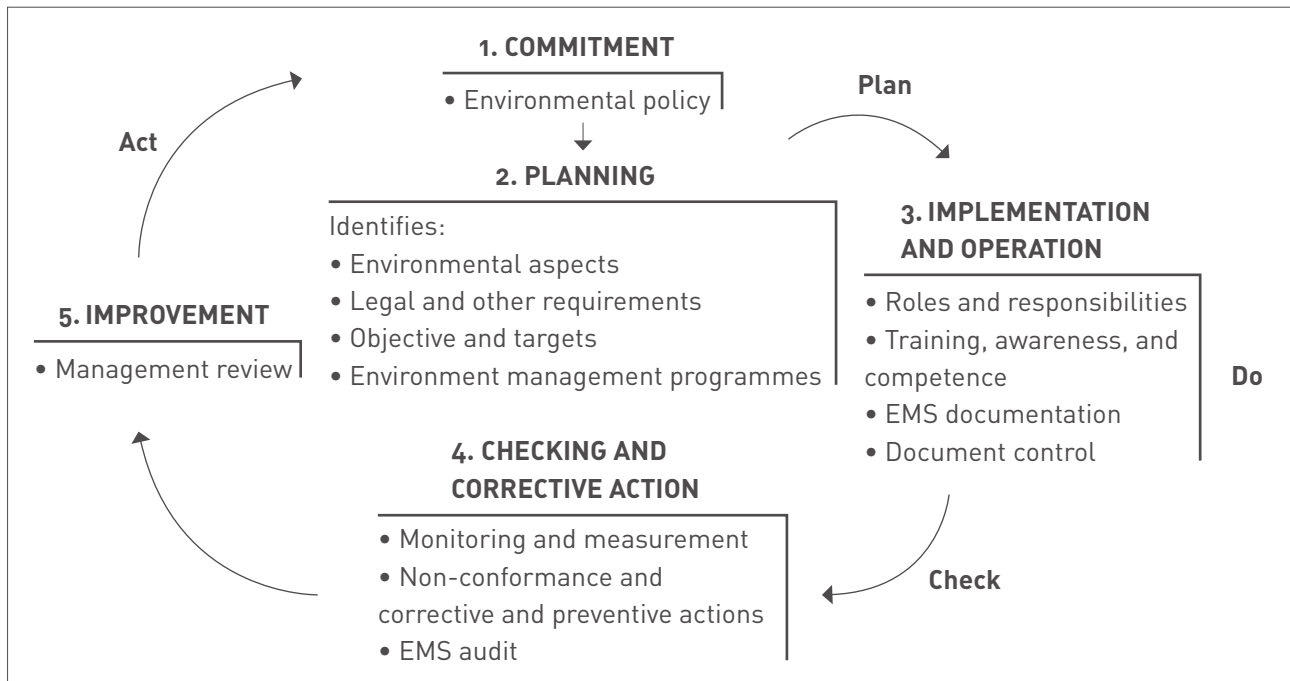 1. COMMITMENT
• Environmental policy
Plan
Act
2. PLANNING
Identifies:
• Environmental aspects
• Legal and other requirements
• Objective and targets
• Environment management programmes
3. IMPLEMENTATION
AND OPERATION
• Roles and responsibilities
• Training, awareness, and
competence
• EMS documentation
• Document control
Do
5. IMPROVEMENT
• Management review
4. CHECKING AND
CORRECTIVE ACTION
• Monitoring and measurement
• Non-conformance and
corrective and preventive actions
• EMS audit
Check